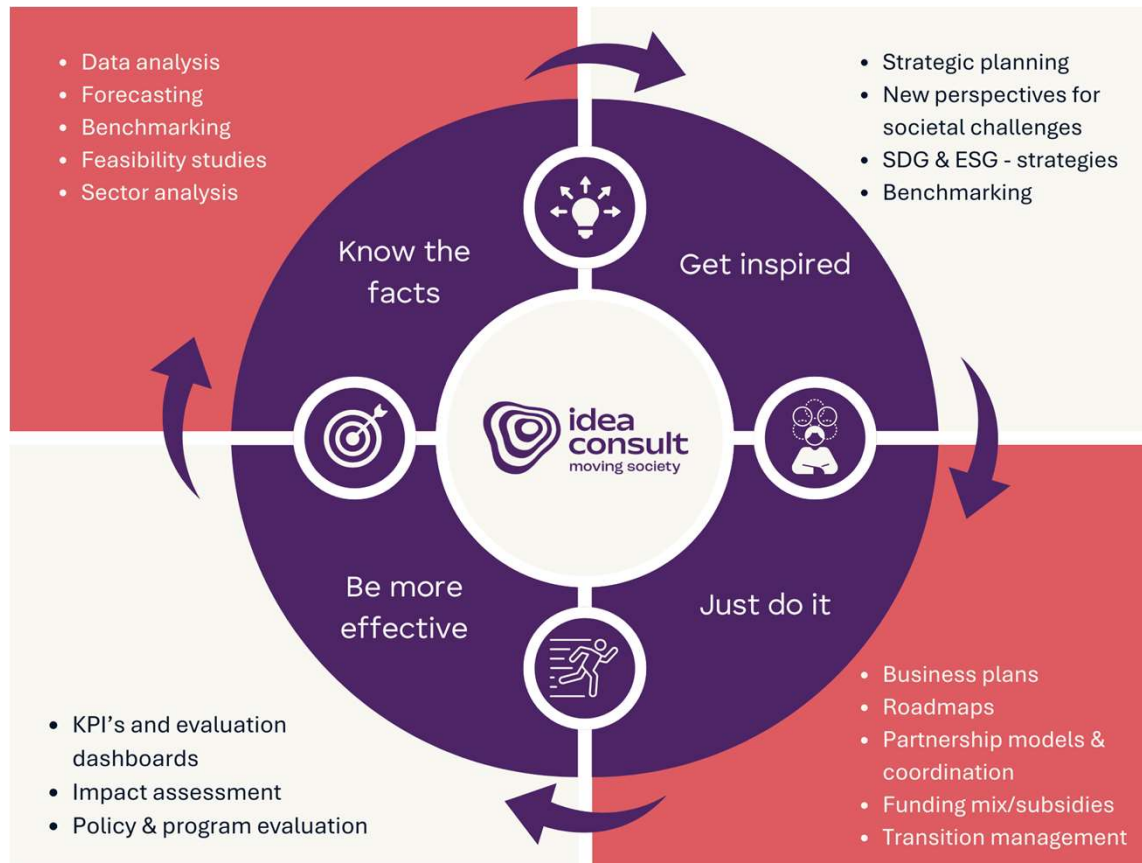 • Data analysis
• Forecasting
• Benchmarking
• Feasibility studies
• Sector analysis
• Strategic planning
• New perspectives for
societal challenges
• SDG & ESG - strategies
• Benchmarking
Know the
facts
Get inspired
idea
consult
moving society
Be more
effective
Just do it
• KPI's and evaluation
dashboards
• Impact assessment
• Policy & program evaluation
• Business plans
• Roadmaps
• Partnership models &
coordination
• Funding mix/subsidies
• Transition management